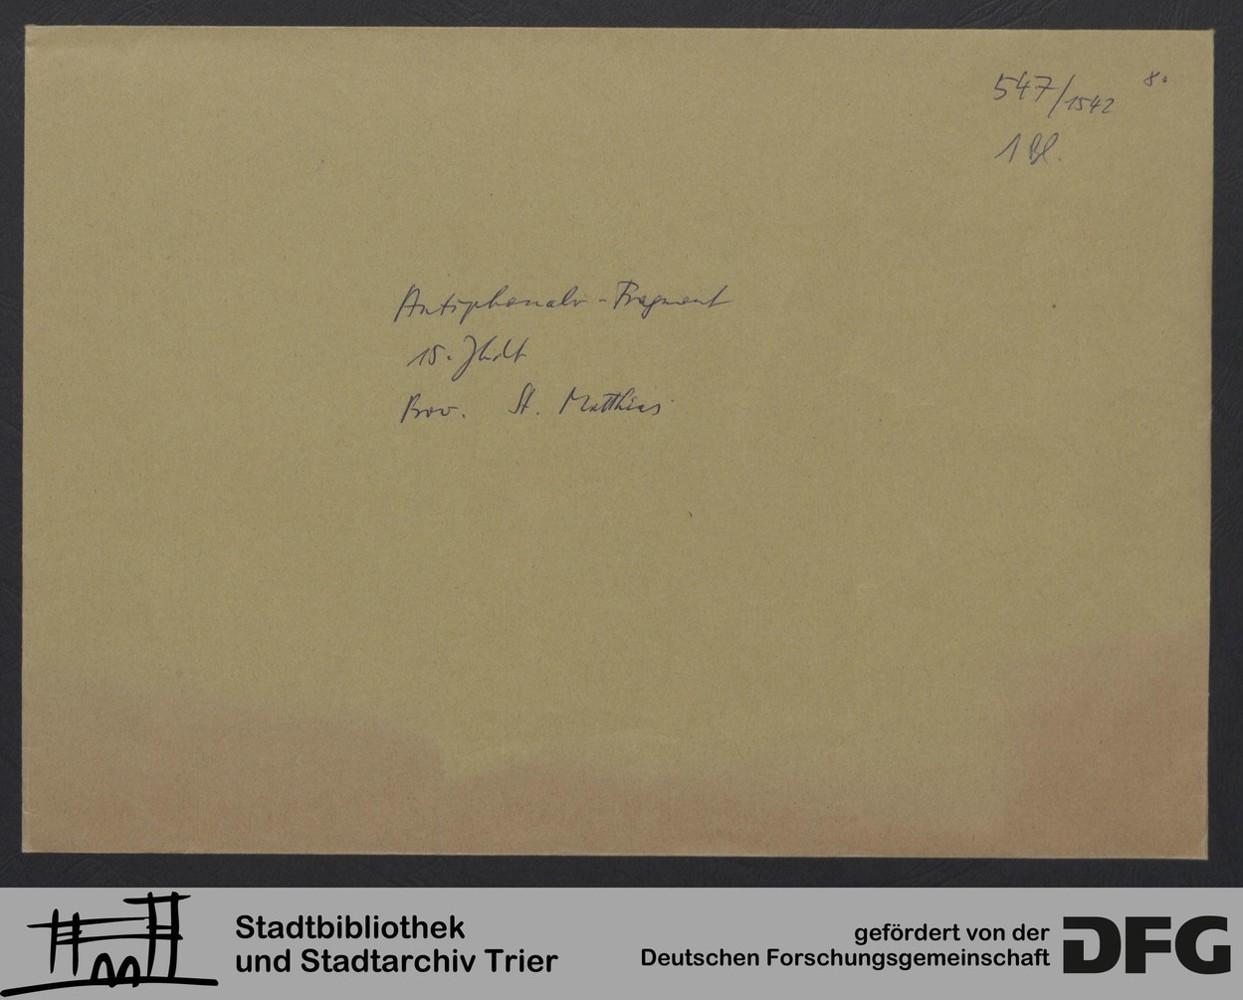 547/1542 8°
1 Bl.
Antiphonalr-Fragment
15. Jhdt
Prov. St. Matthias
Stadtbibliothek
und Stadtarchiv Trier
gefördert von der
Deutschen Forschungsgemeinschaft
DFG